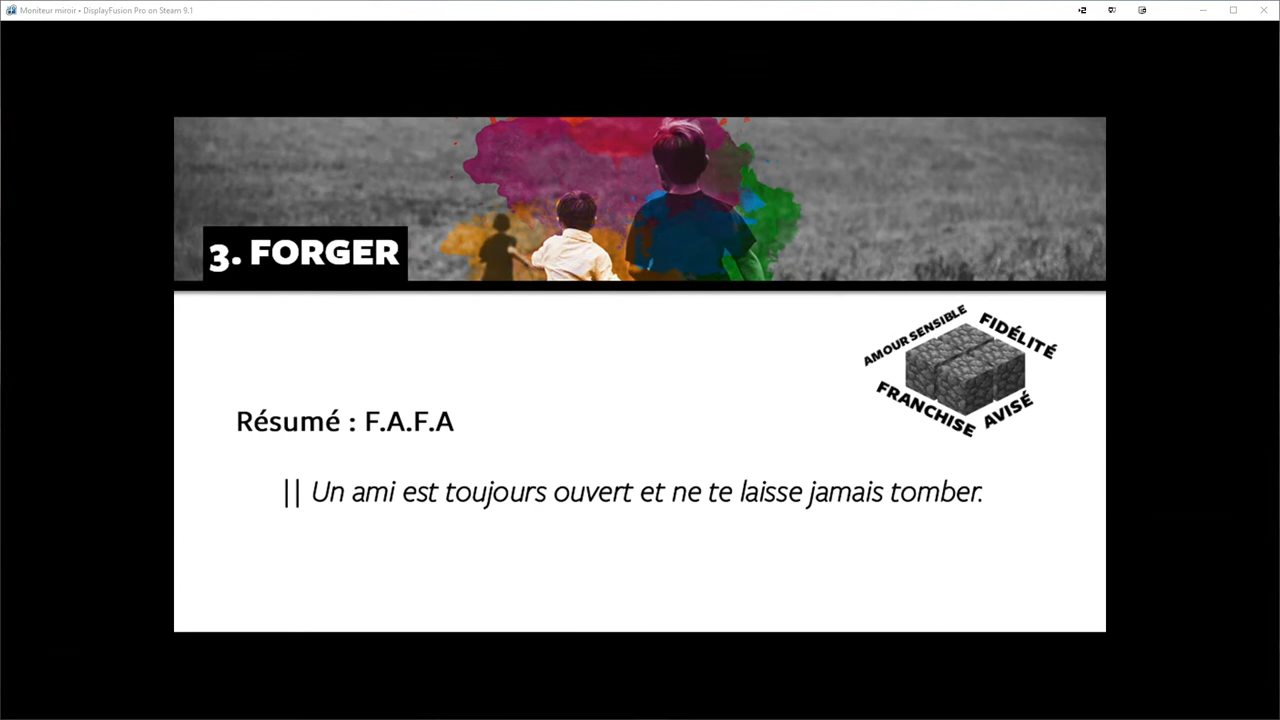 Moniteur miroir • DisplayFusion Pro on Steam 9.1
3. FORGER
AMOUR SENSIBLE
FIDÉLITÉ
FRANCHISE
AVISÉ
Résumé : F.A.F.A
|| Un ami est toujours ouvert et ne te laisse jamais tomber.